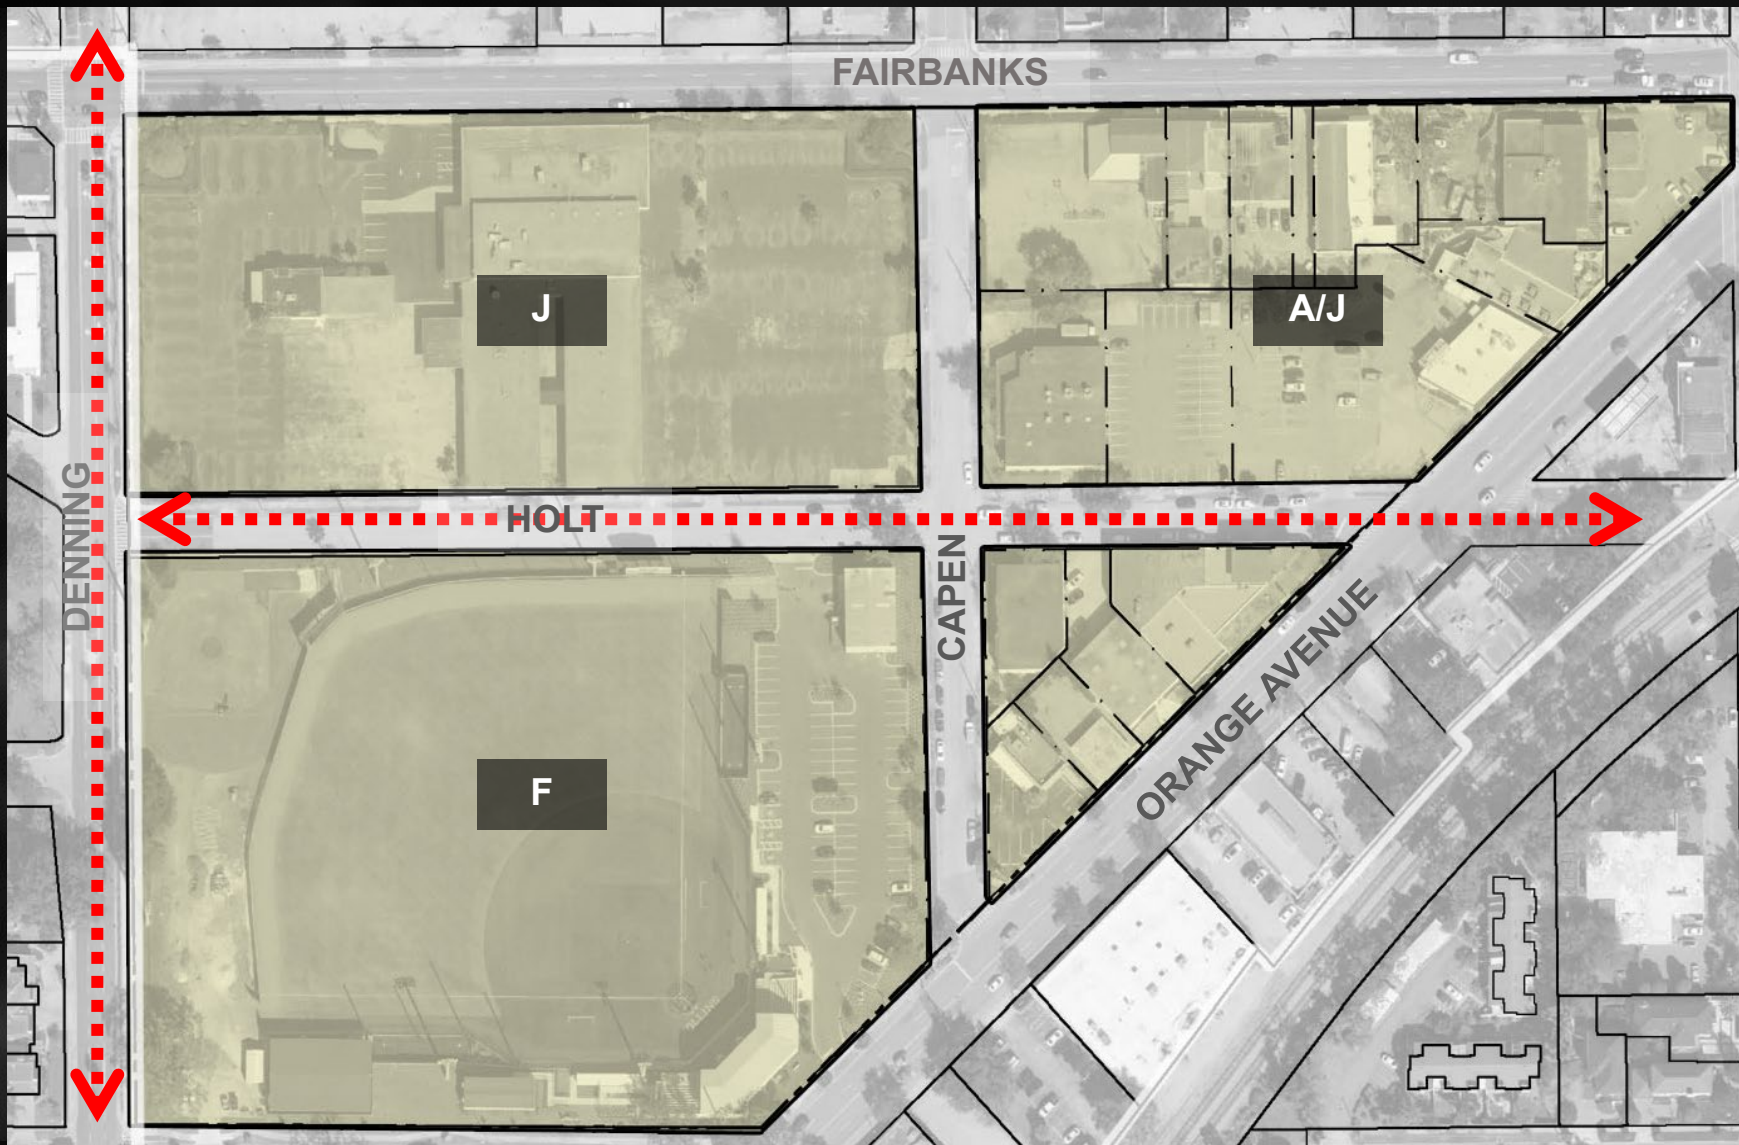 FAIRBANKS
J
A/J
DENNING
HOLT
CAPEN
ORANGE AVENUE
F